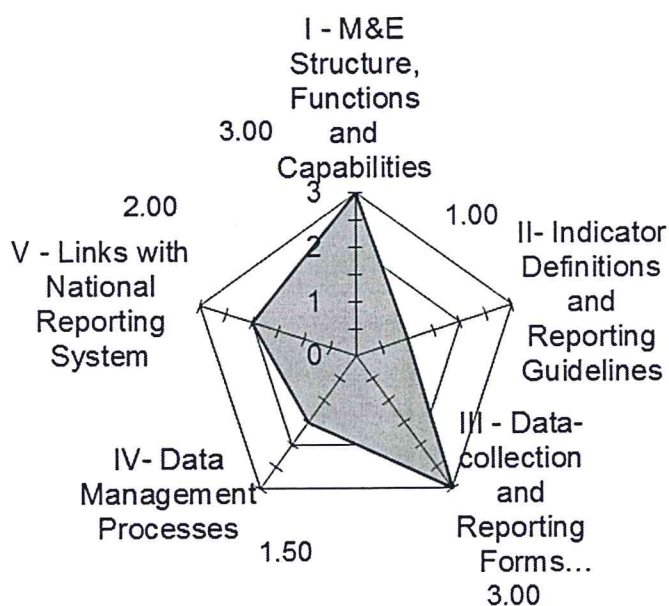 I - M&E
Structure,
Functions
and
Capabilities
3.00
1.00
II- Indicator
Definitions
and
Reporting
Guidelines
III - Data-
collection
and
Reporting
Forms...
3.00
IV- Data
Management
Processes
1.50
V - Links with
National
Reporting
System
2.00
3
2
1
0